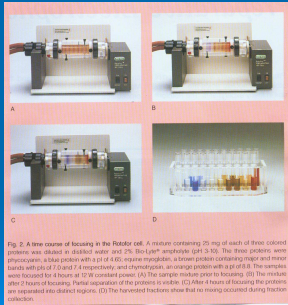 A
B
C
D
Fig. 2. A time course of focusing in the Rotofor cell. A mixture containing 25 mg of each of three colored
proteins was diluted in distilled water and 2% Bio-Lyte® ampholyte (pH 3-10). The three proteins were
phycocyanin, a blue protein with a pI of 4.65; equine myoglobin, a brown protein containing major and minor
bands with pIs of 7.0 and 7.4 respectively, and chymotrypsin, an orange protein with a pI of 8.8. The samples
were focused for 4 hours at 12 W constant power. (A) The sample mixture prior to focusing. (B) The mixture
after 2 hours of focusing. Partial separation of the proteins is visible. (C) After 4 hours of focusing the proteins
are separated into distinct regions. (D) The harvested fractions show that no mixing occurred during fraction
collection.